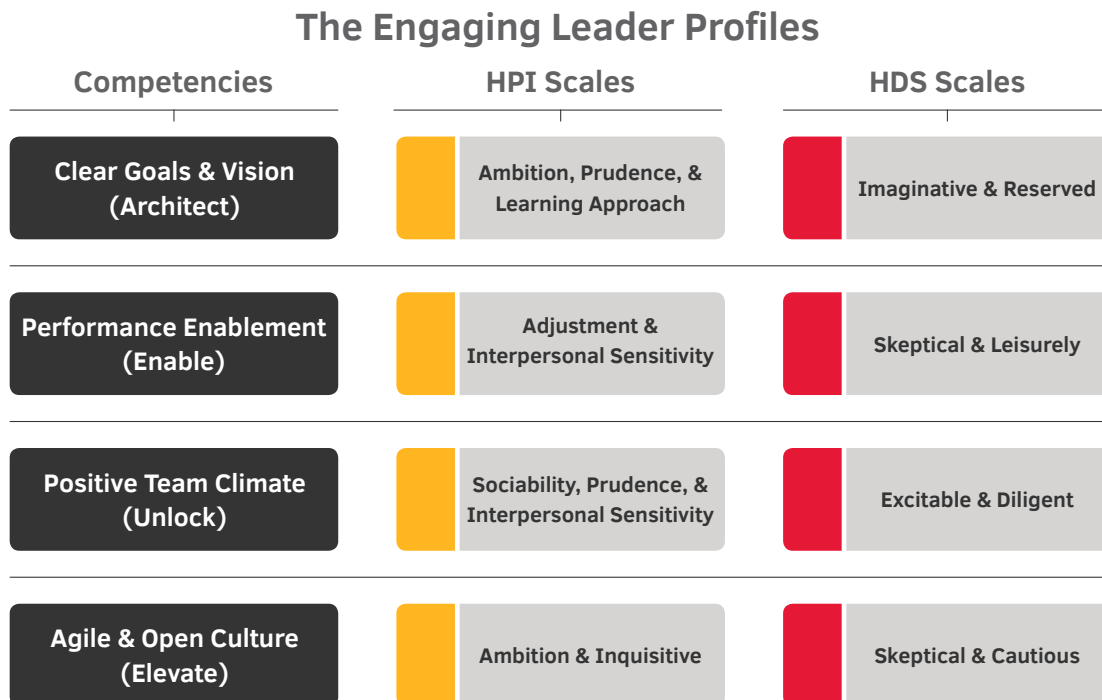 The Engaging Leader Profiles
Competencies
HPI Scales
HDS Scales
Clear Goals & Vision
(Architect)
Ambition, Prudence, &
Learning Approach
Imaginative & Reserved
Performance Enablement
(Enable)
Adjustment &
Interpersonal Sensitivity
Skeptical & Leisurely
Positive Team Climate
(Unlock)
Sociability, Prudence, &
Interpersonal Sensitivity
Excitable & Diligent
Agile & Open Culture
(Elevate)
Ambition & Inquisitive
Skeptical & Cautious